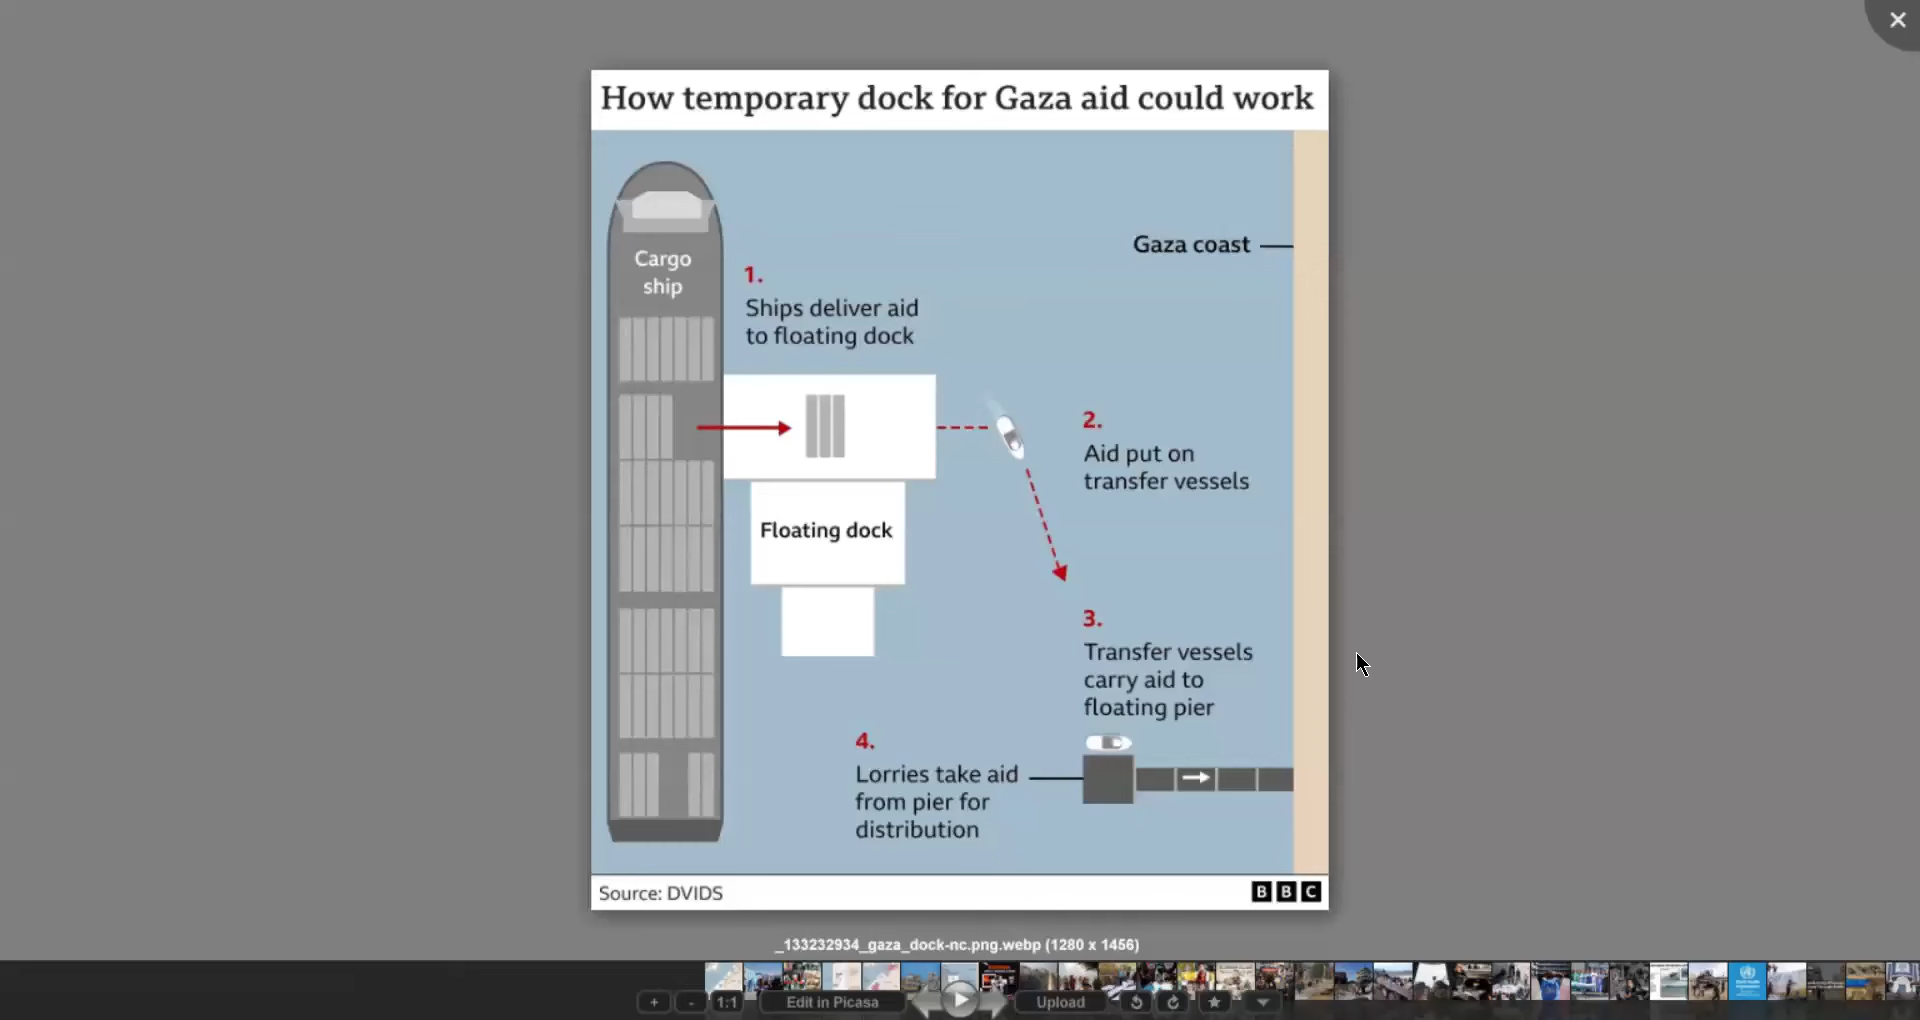 How temporary dock for Gaza aid could work
Cargo
ship
1.
Ships deliver aid
to floating dock
Gaza coast
2.
Aid put on
transfer vessels
Floating dock
3.
Transfer vessels
carry aid to
floating pier
4.
Lorries take aid
from pier for
distribution
Source: DVIDS
BBC
_133232934_gaza_dock-nc.png.webp (1280 x 1456)
+ - 1:1 Edit in Picasa Upload